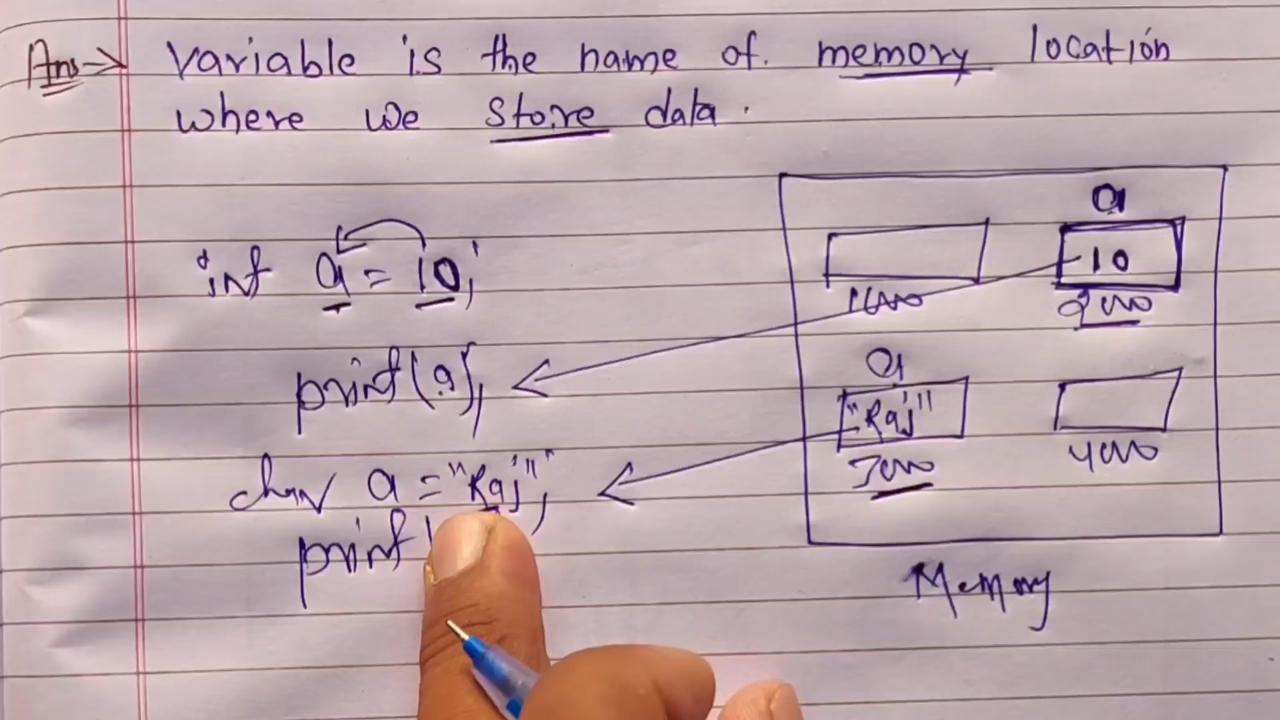 Ans → Variable is the name of memory location
where we store data.
int a = 10;
print(a);
char a = "Raj";
print
a
10
1000
2000
a
"Raj"
3000
4000
Memory